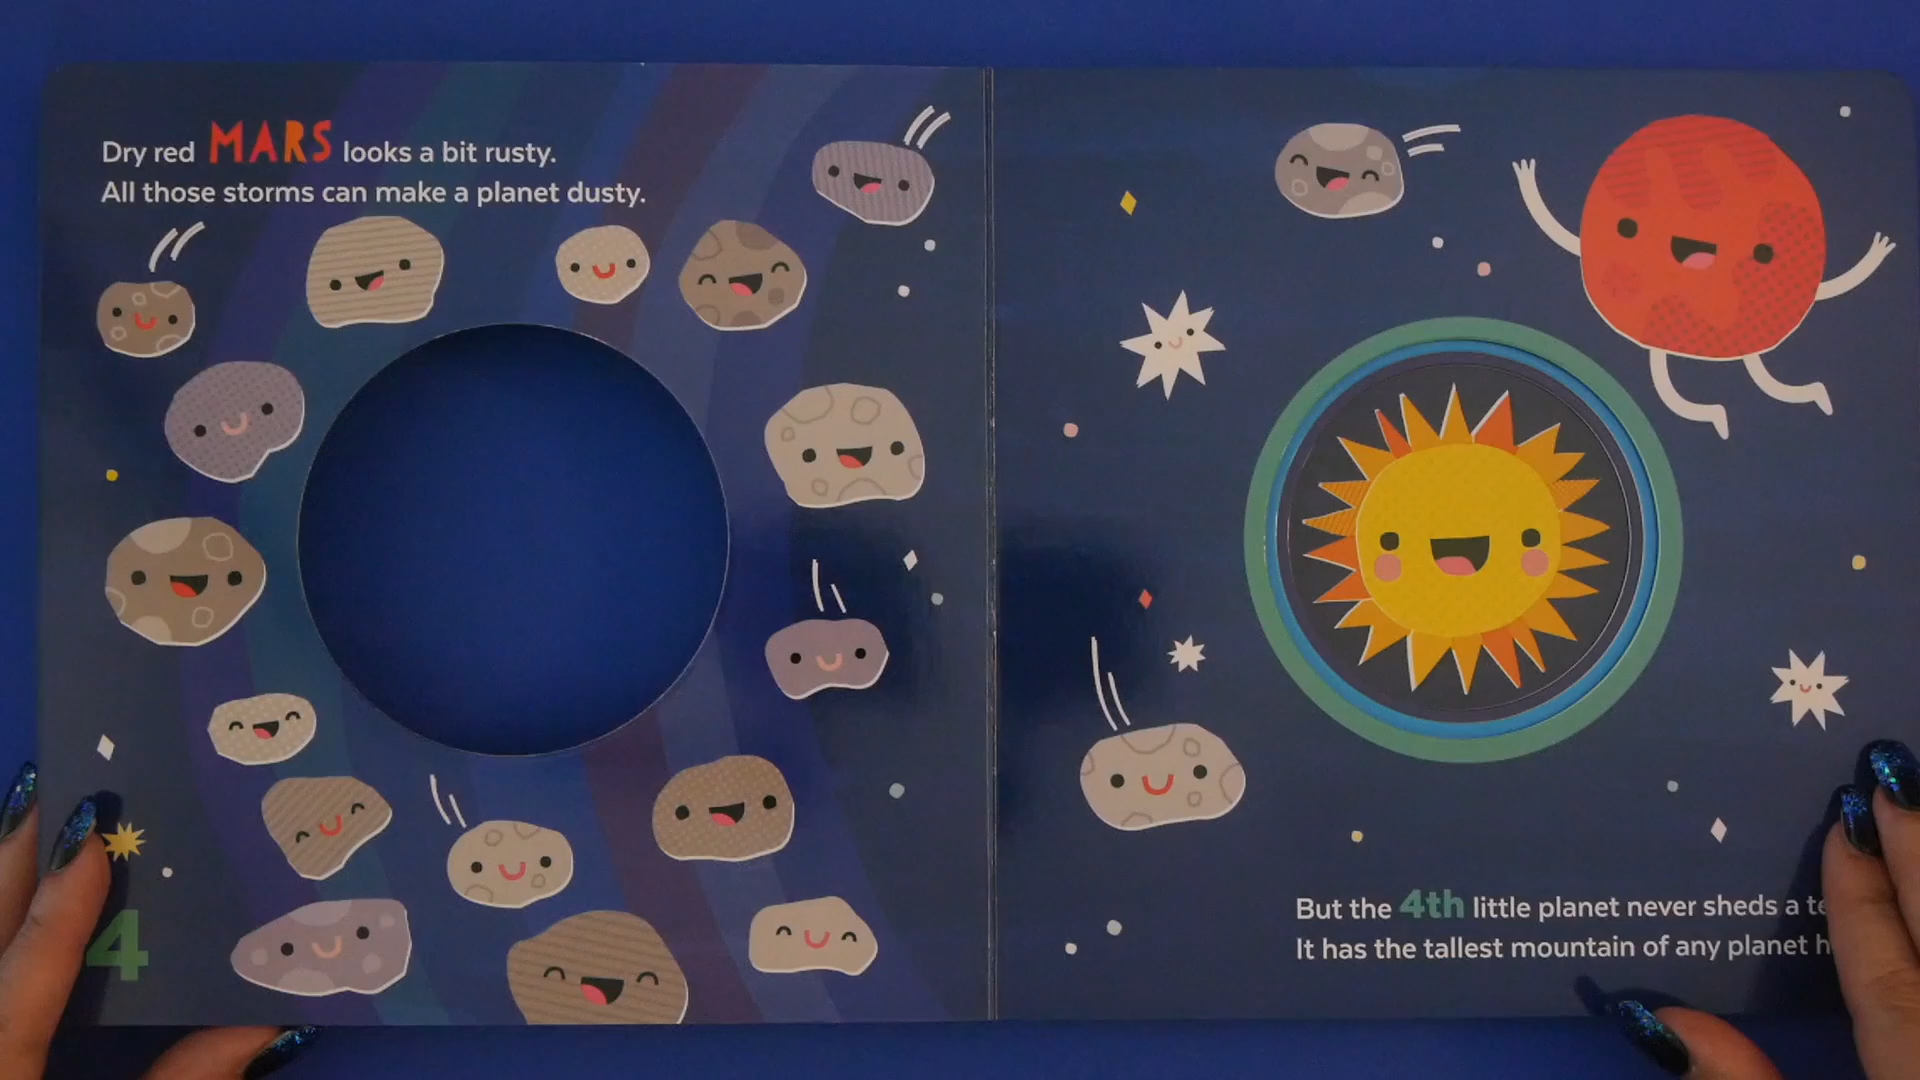 Dry red MARS looks a bit rusty.
All those storms can make a planet dusty.
4
But the 4th little planet never sheds a
It has the tallest mountain of any planet